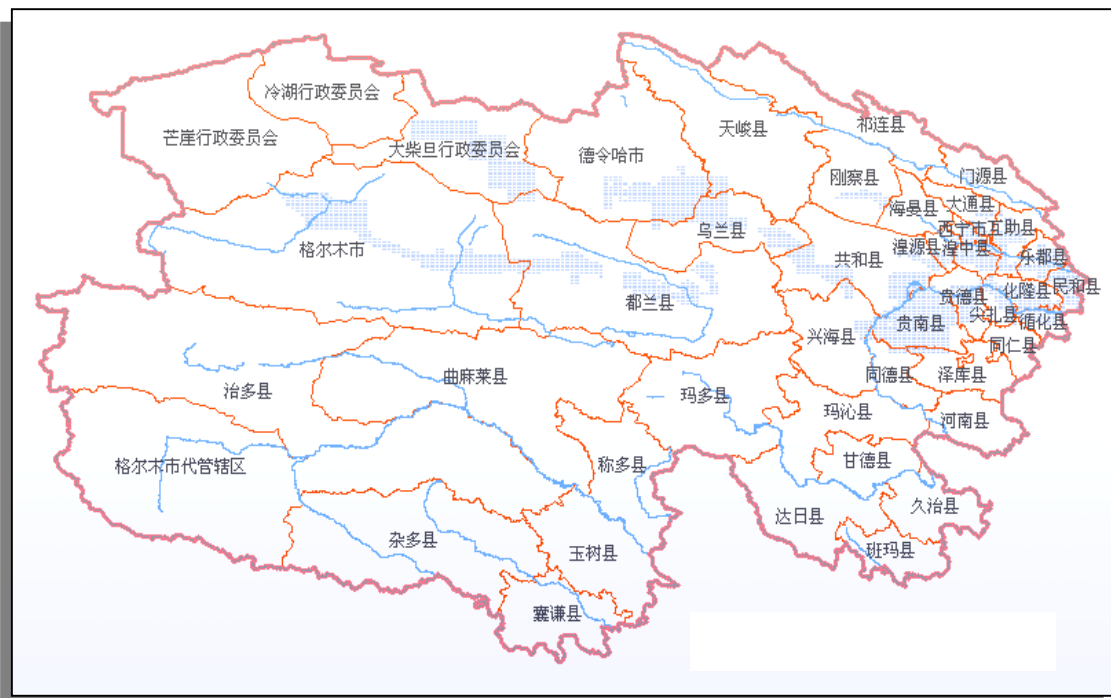 冷湖行政委员会
芒崖行政委员会
大柴旦行政委员会
德令哈市
天峻县
祁连县
刚察县
门源县
海晏县
大通县
西宁市
互助县
湟源县
湟中县
乐都县
乌兰县
格尔木市
共和县
都兰县
贵德县
化隆县
民和县
尖扎县
循化县
贵南县
兴海县
同仁县
同德县
泽库县
治多县
曲麻莱县
玛多县
玛沁县
河南县
格尔木市代管辖区
称多县
甘德县
达日县
久治县
杂多县
玉树县
班玛县
囊谦县